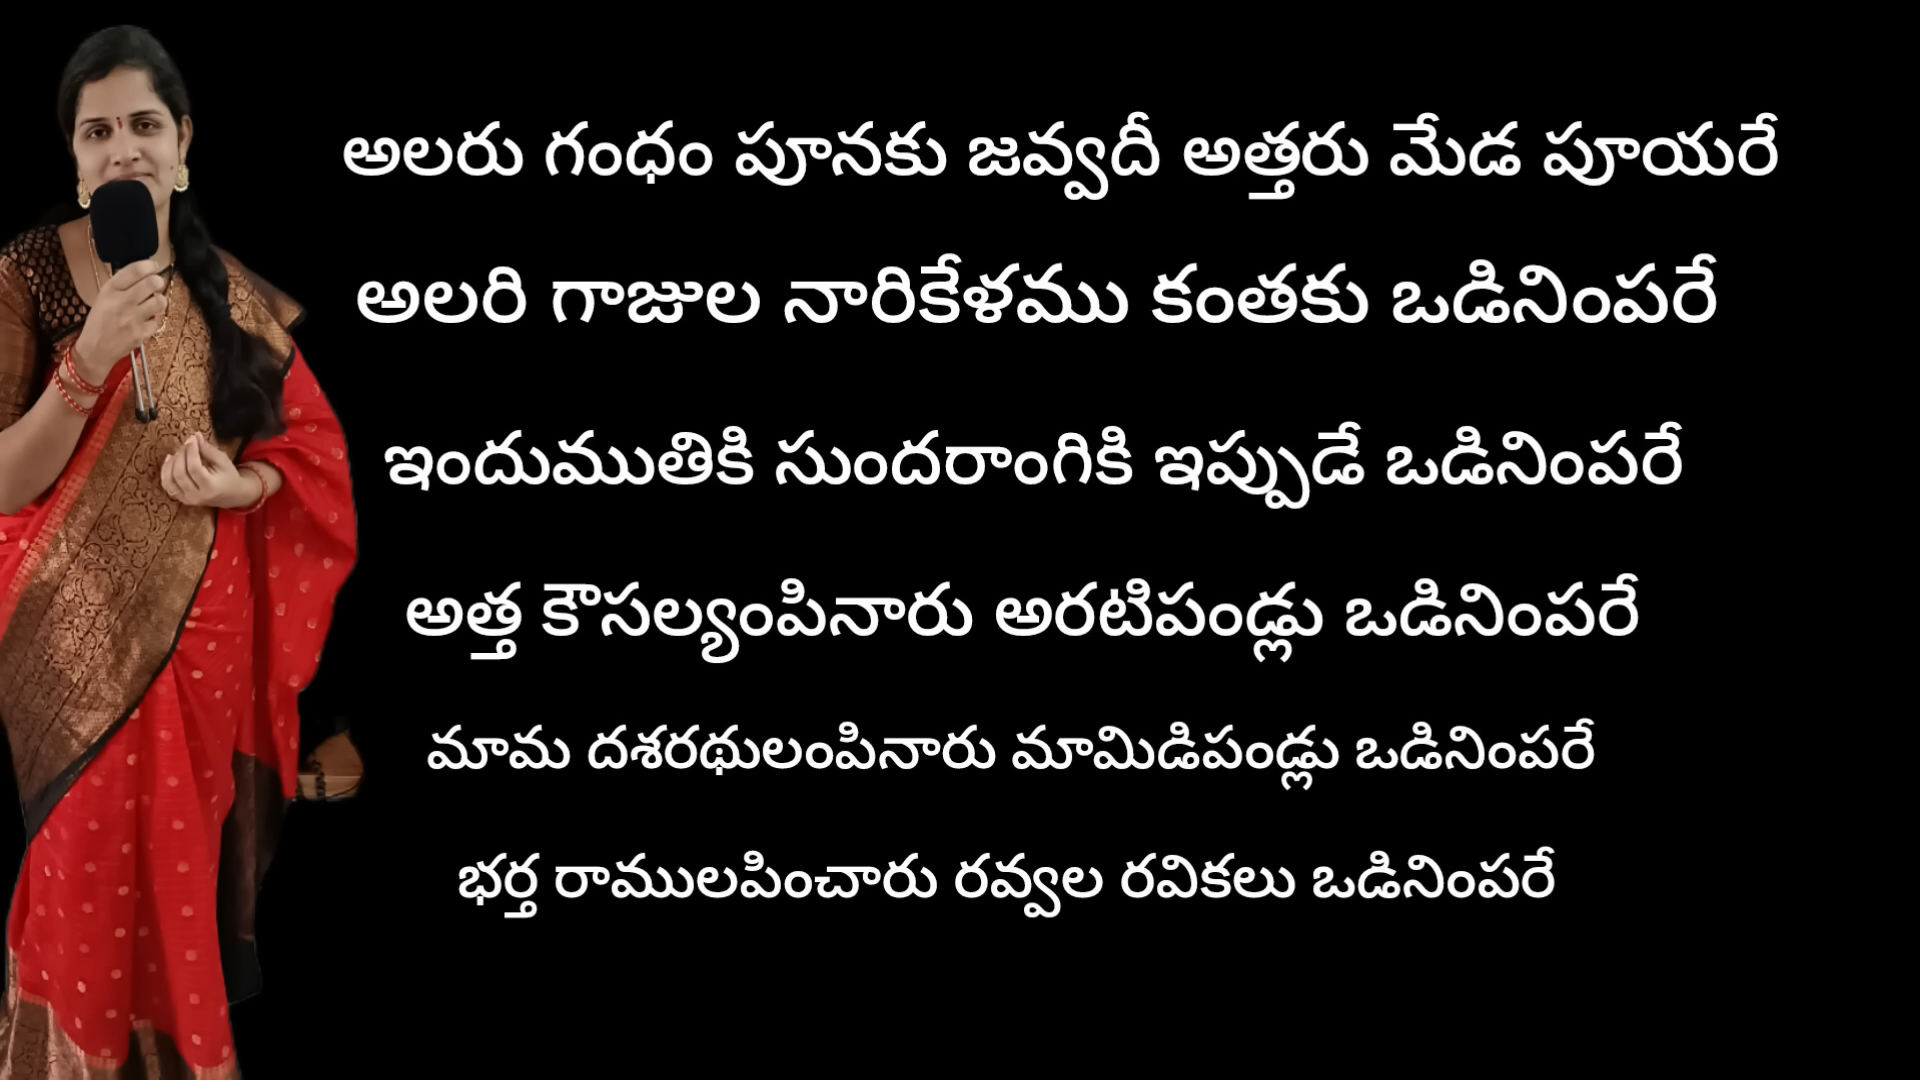 అలరు గంధం పూనకు జవ్వదీ అత్తరు మేడ పూయరే
అలరి గాజుల నారికేళము కంతకు ఒడినింపరే
ఇందుముతికి సుందరాంగికి ఇప్పుడే ఒడినింపరే
అత్త కౌసల్యంపినారు అరటిపండ్లు ఒడినింపరే
మామ దశరథులంపినారు మామిడిపండ్లు ఒడినింపరే
భర్త రాములపించారు రవ్వల రవికలు ఒడినింపరే